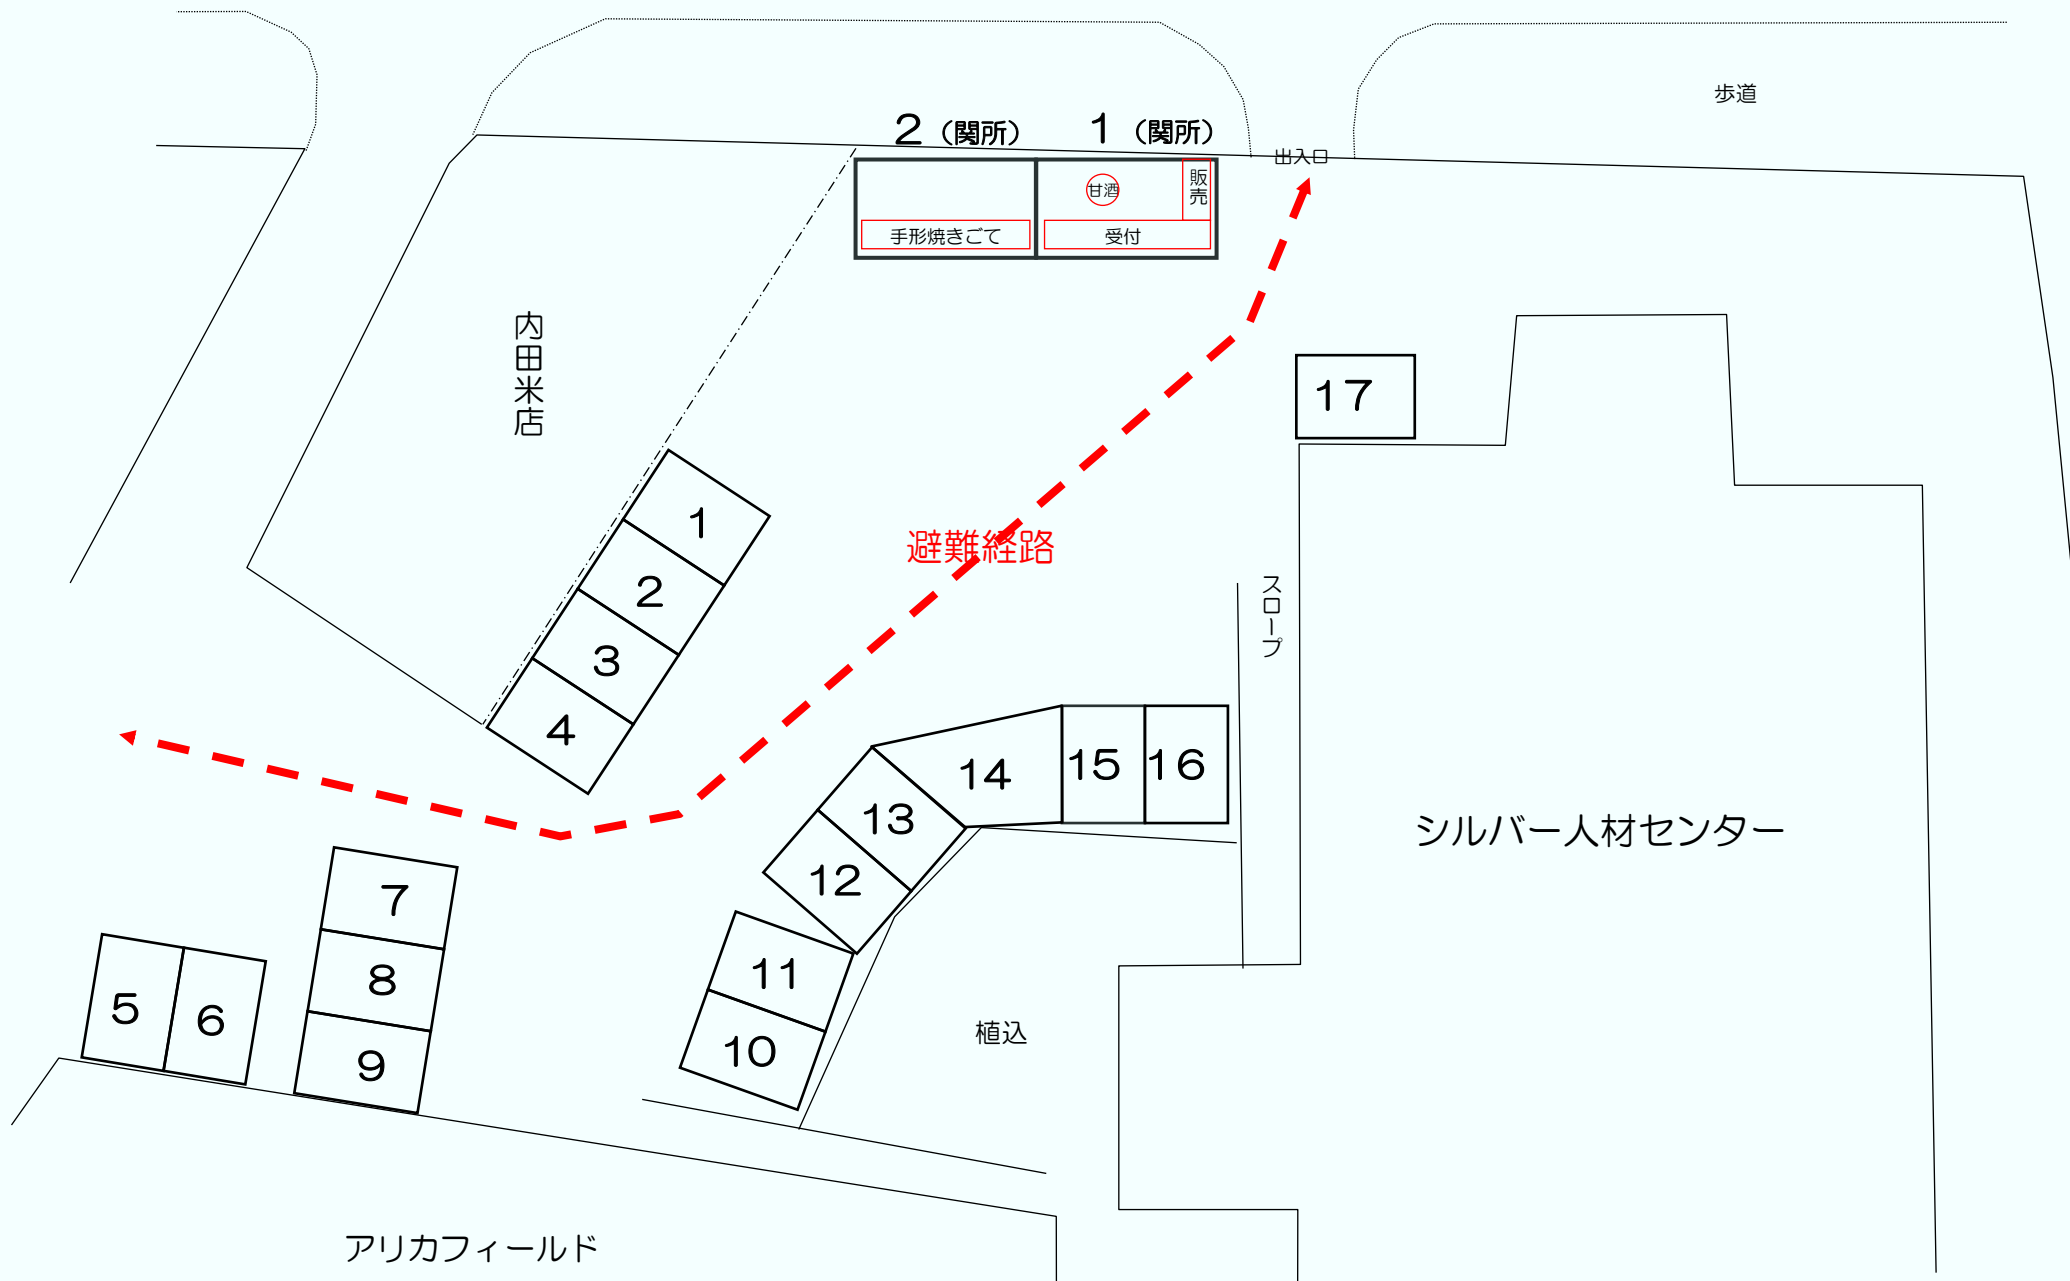 歩道
2（関所）
1（関所）
出入口
甘酒
販売
手形焼きごて
受付
内田米店
17
1
2
3
4
避難経路
スロープ
14
15
16
13
12
シルバー人材センター
7
8
9
5
6
11
10
植込
アリカフィールド